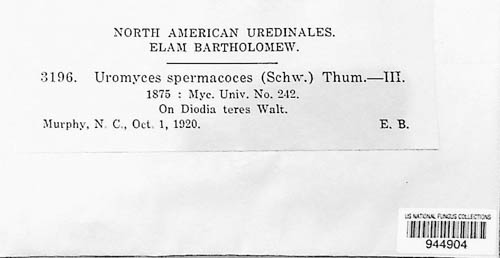 NORTH AMERICAN UREDINALES.
ELAM BARTHOLOMEW.
3196. Uromyces spermacoces (Schw.) Thum.—III.
1875 : Myc. Univ. No. 242.
On Diodia teres Walt.
Murphy, N. C., Oct. 1, 1920. E. B.
US NATIONAL FUNGUS COLLECTIONS
944904